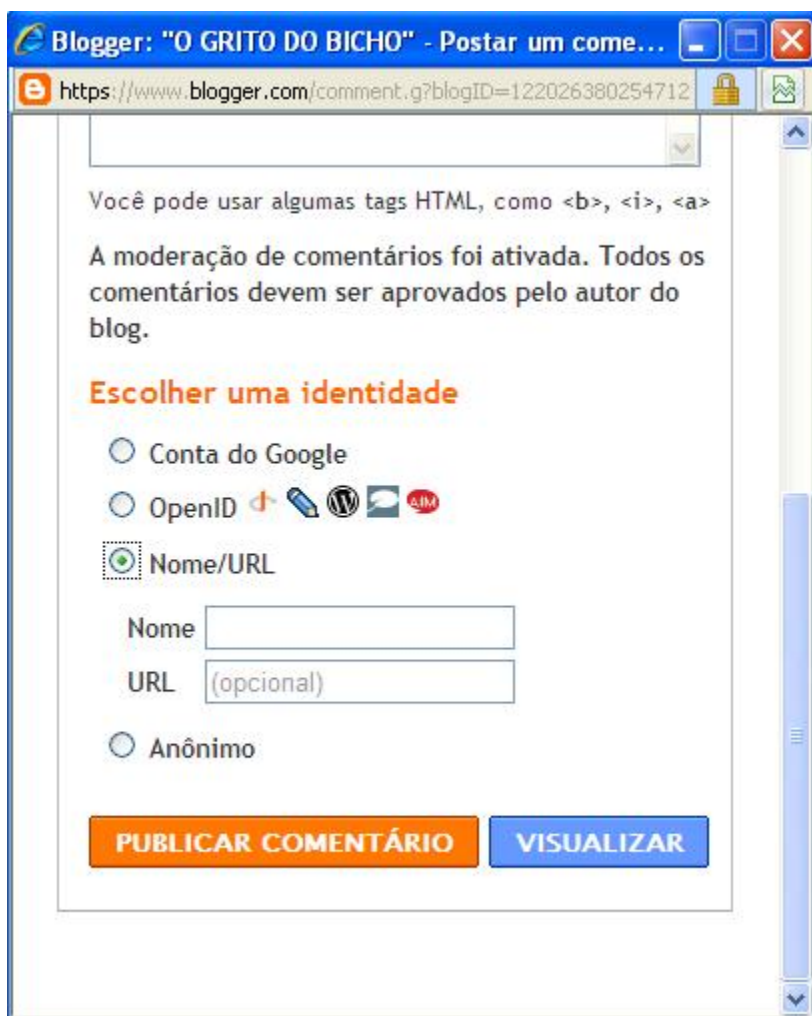 Blogger: "O GRITO DO BICHO" - Postar um come...
https://www.blogger.com/comment.g?blogID=122026380254712
Você pode usar algumas tags HTML, como <b>, <i>, <a>
A moderação de comentários foi ativada. Todos os
comentários devem ser aprovados pelo autor do
blog.
Escolher uma identidade
Conta do Google
OpenID AIM
Nome/URL
Nome
URL (opcional)
Anônimo
PUBLICAR COMENTÁRIO VISUALIZAR